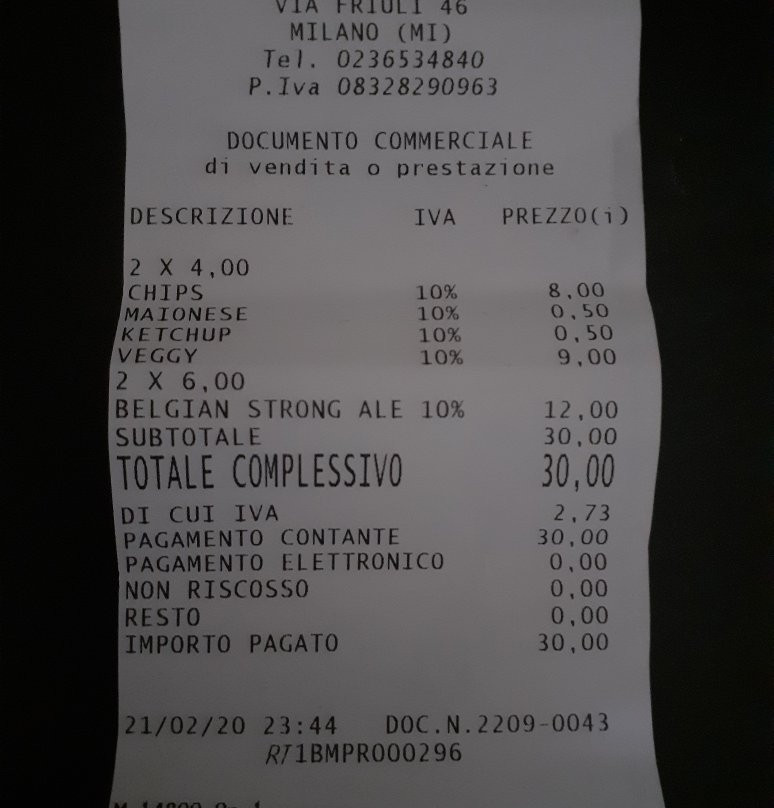 VIA FRIULI 46
MILANO (MI)
Tel. 0236534840
P.Iva 08328290963
DOCUMENTO COMMERCIALE
di vendita o prestazione
DESCRIZIONE IVA PREZZO(i)
2 X 4,00
CHIPS 10% 8,00
MAIONESE 10% 0,50
KETCHUP 10% 0,50
VEGGY 10% 9,00
2 X 6,00
BELGIAN STRONG ALE 10% 12,00
SUBTOTALE 30,00
TOTALE COMPLESSIVO 30,00
DI CUI IVA 2,73
PAGAMENTO CONTANTE 30,00
PAGAMENTO ELETTRONICO 0,00
NON RISCOSSO 0,00
RESTO 0,00
IMPORTO PAGATO 30,00
21/02/20 23:44 DOC.N.2209-0043
RT1BMPR000296